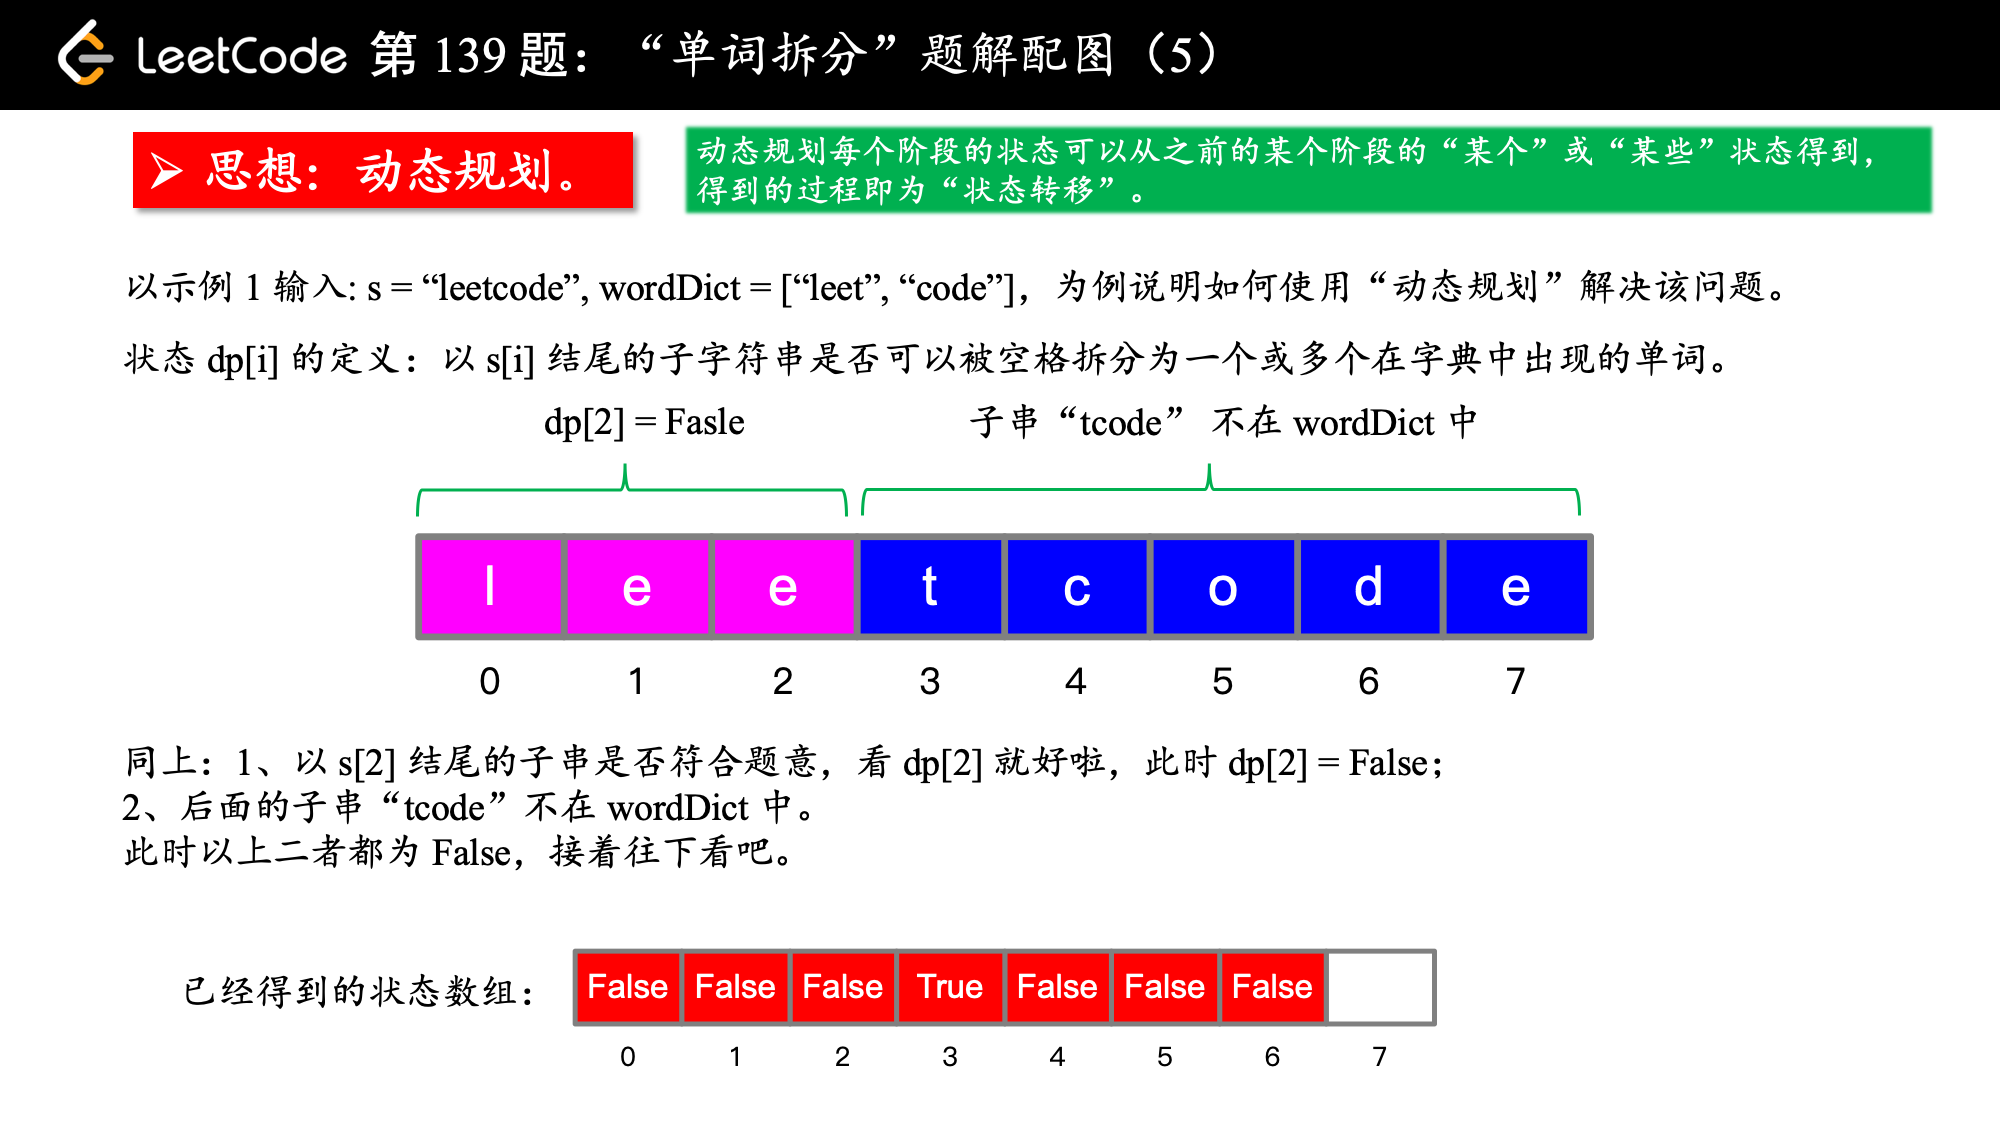 LeetCode 第 139 题：“单词拆分”题解配图（5）
➢ 思想：动态规划。
动态规划每个阶段的状态可以从之前的某个阶段的“某个”或“某些”状态得到，
得到的过程即为“状态转移”。
以示例 1 输入: s = “leetcode”, wordDict = [“leet”, “code”]，为例说明如何使用“动态规划”解决该问题。
状态 dp[i] 的定义：以 s[i] 结尾的子字符串是否可以被空格拆分为一个或多个在字典中出现的单词。
dp[2] = Fasle 子串“tcode” 不在 wordDict 中
l e e t c o d e
0 1 2 3 4 5 6 7
同上：1、以 s[2] 结尾的子串是否符合题意，看 dp[2] 就好啦，此时 dp[2] = False；
2、后面的子串“tcode”不在 wordDict 中。
此时以上二者都为 False，接着往下看吧。
已经得到的状态数组： False False False True False False False
0 1 2 3 4 5 6 7